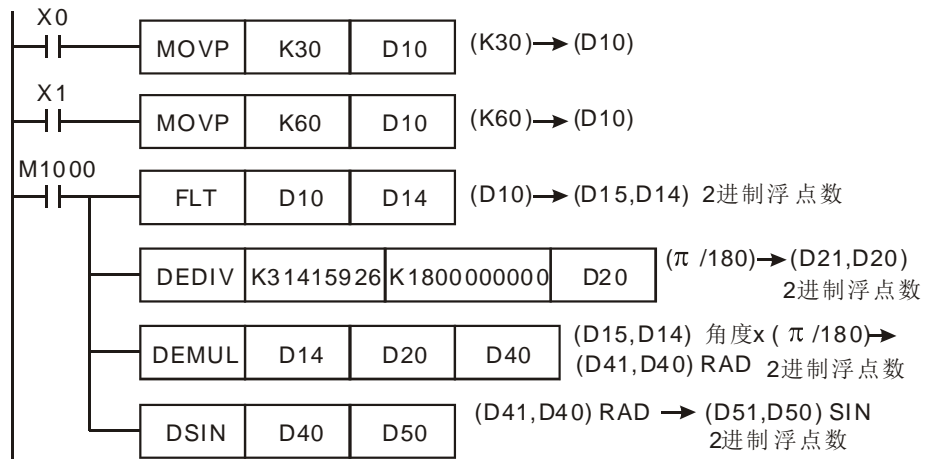 X0
MOVP K30 D10 (K30)→(D10)
X1
MOVP K60 D10 (K60)→(D10)
M1000
FLT D10 D14 (D10)→(D15,D14) 2进制浮点数
DEDIV K31415926 K1800000000 D20 (π /180)→(D21,D20)
2进制浮点数
DEMUL D14 D20 D40 (D15,D14) 角度x ( π /180)→
(D41,D40) RAD 2进制浮点数
DSIN D40 D50 (D41,D40) RAD → (D51,D50) SIN
2进制浮点数